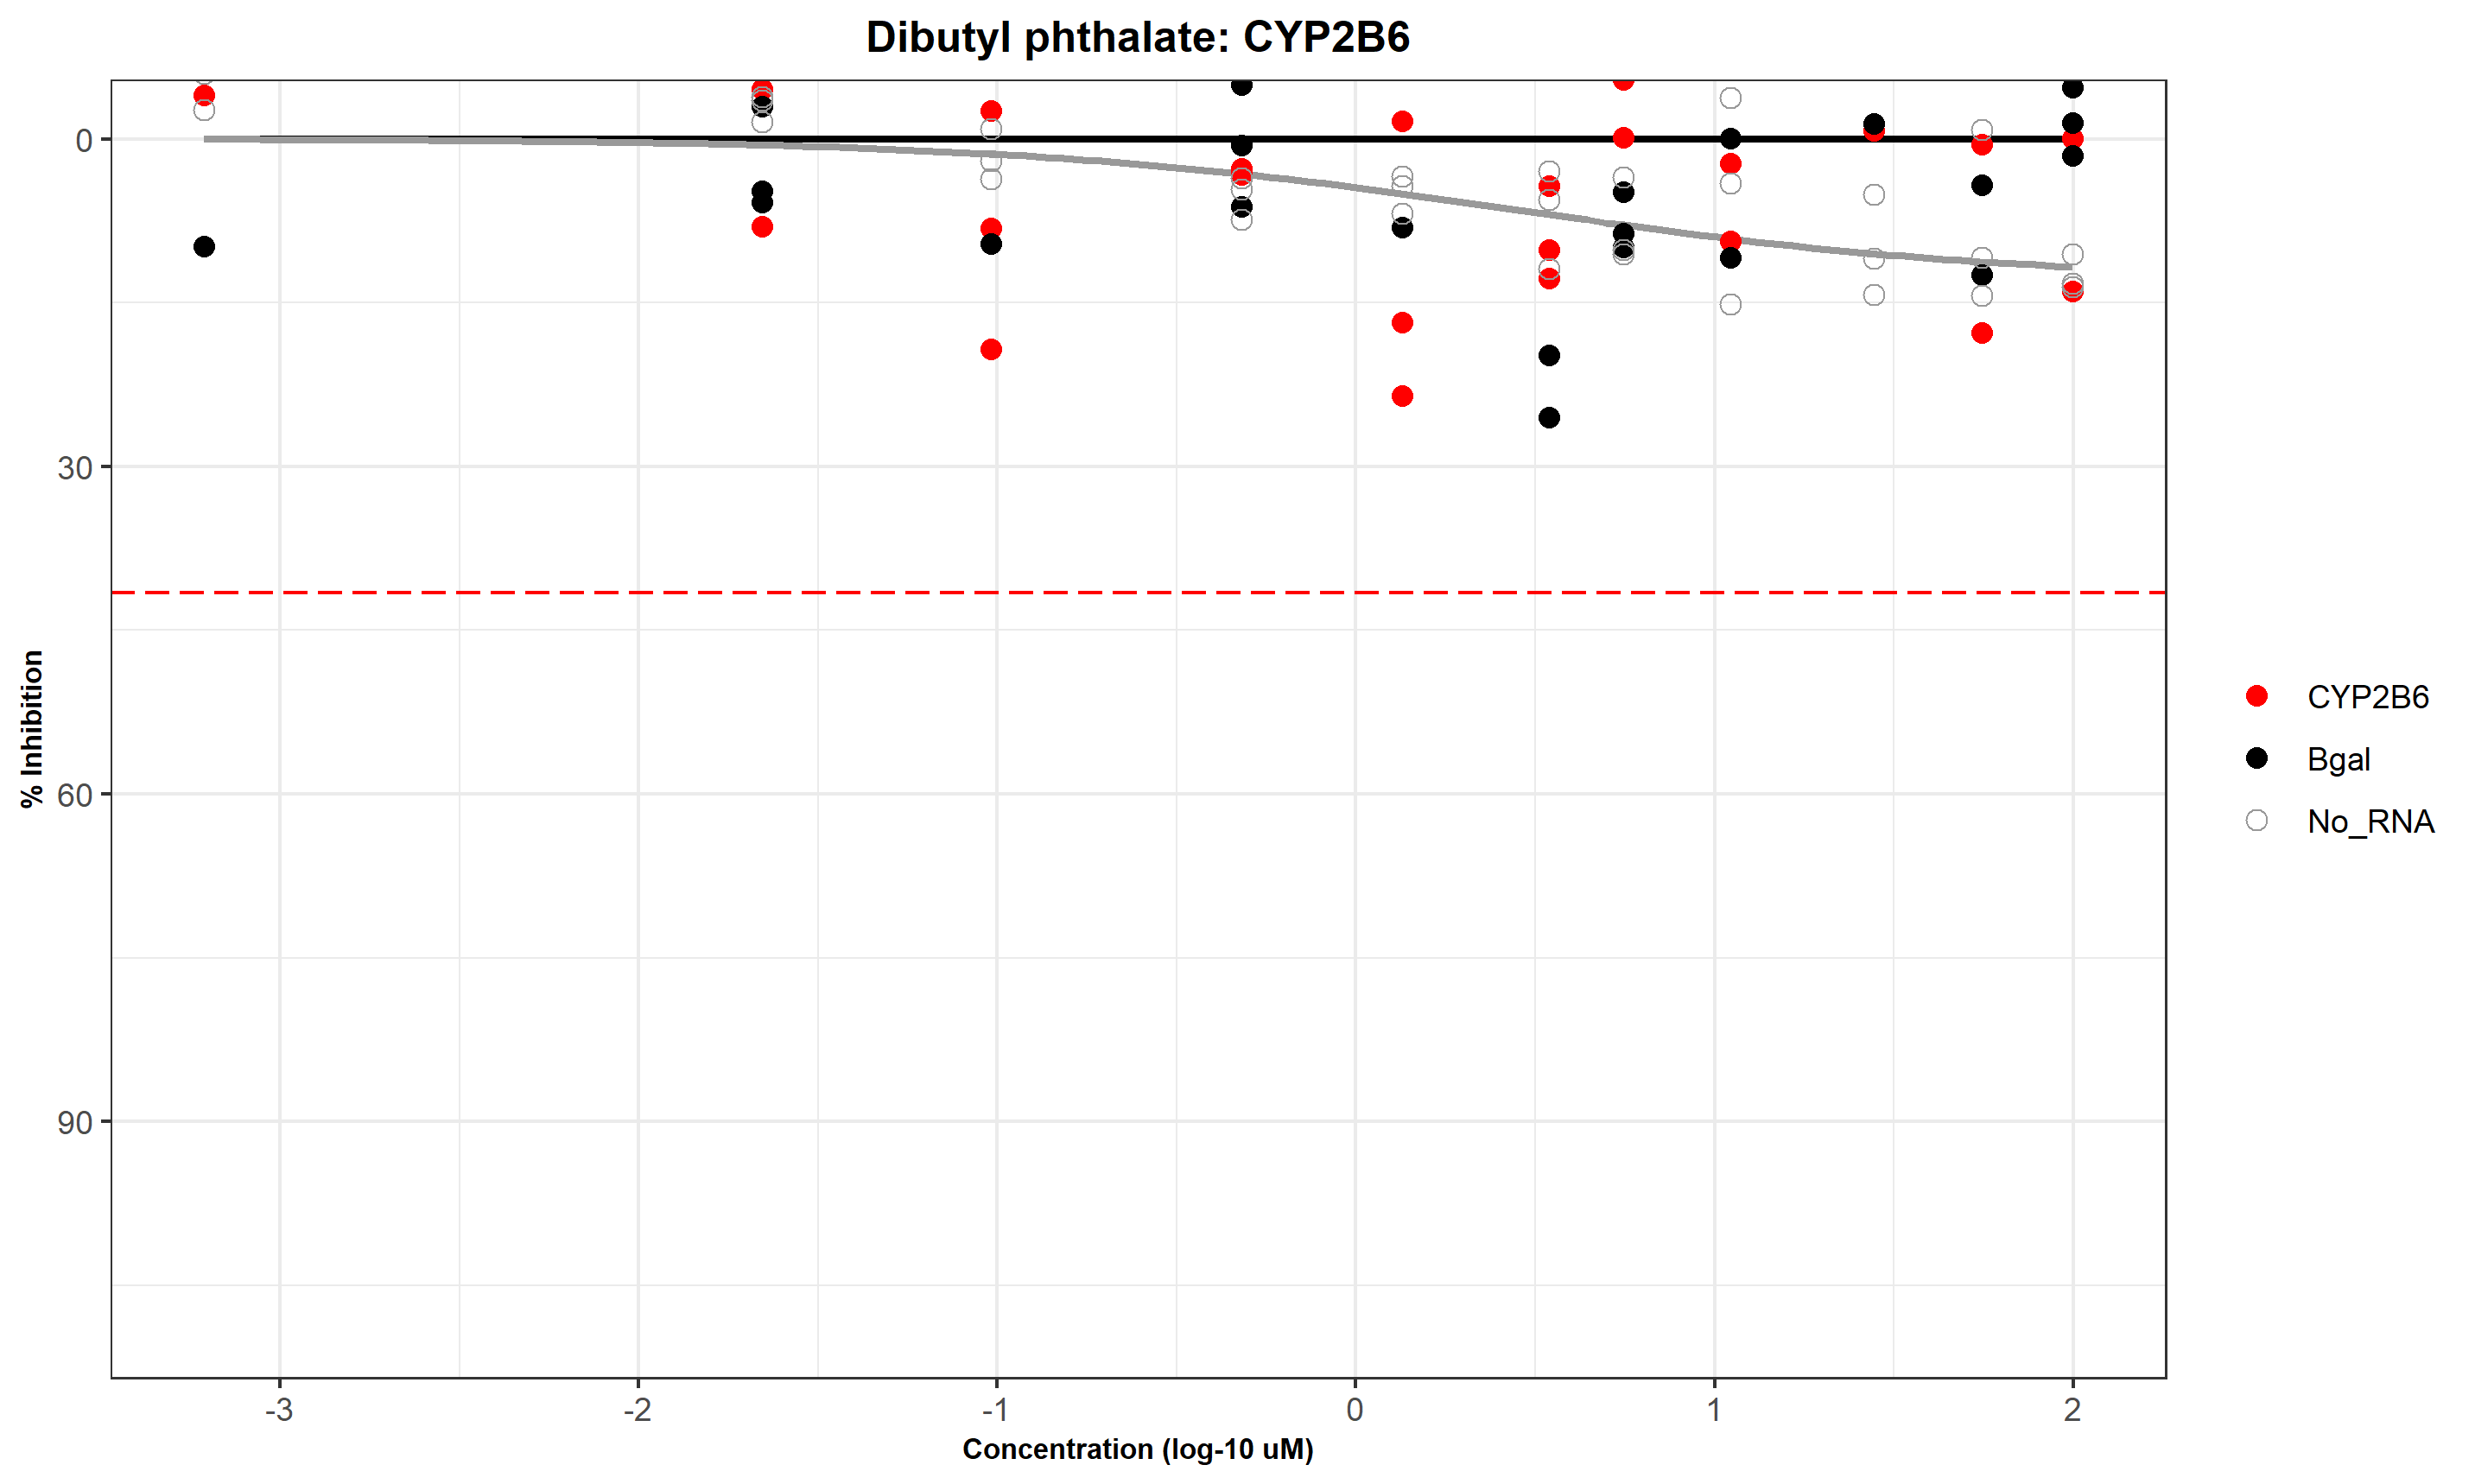 Dibutyl phthalate: CYP2B6
% Inhibition
0
30
60
90
-3
-2
-1
0
1
2
Concentration (log-10 uM)
CYP2B6
Bgal
No_RNA